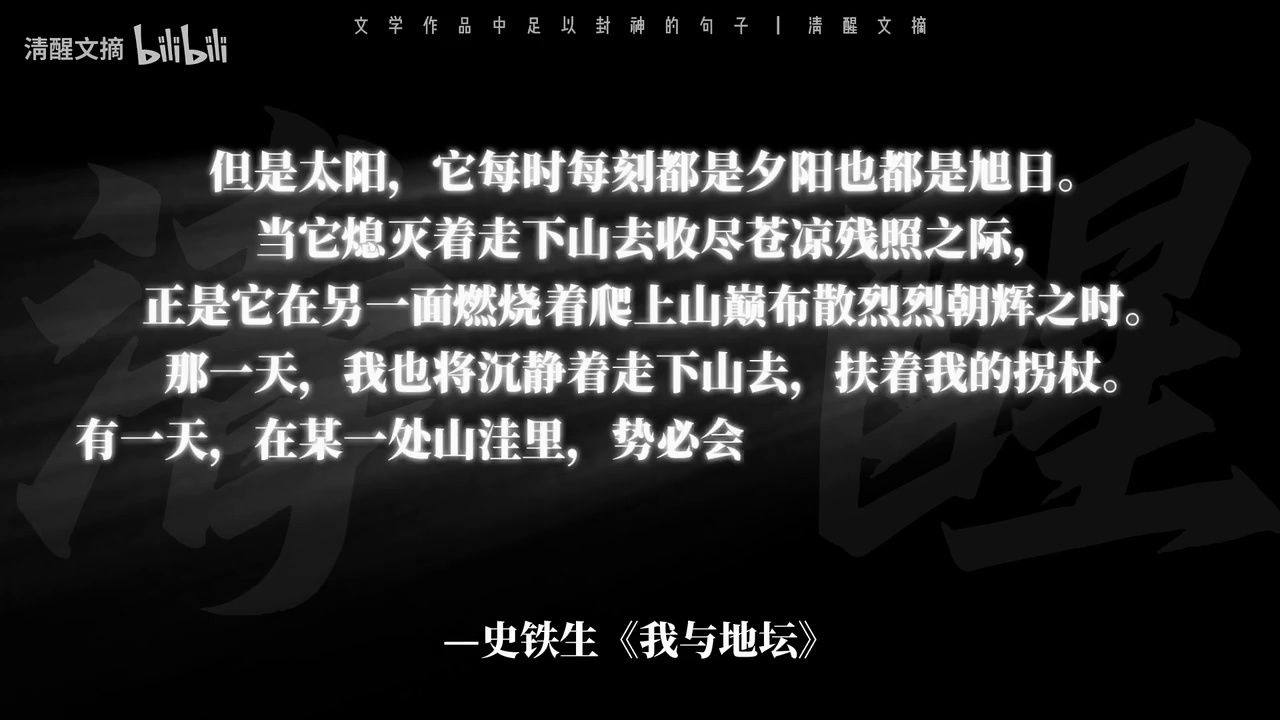 文学作品中足以封神的句子 | 清醒文摘
清醒文摘 bilibili
清醒
但是太阳，它每时每刻都是夕阳也都是旭日。
当它熄灭着走下山去收尽苍凉残照之际，
正是它在另一面燃烧着爬上山巅布散烈烈朝辉之时。
那一天，我也将沉静着走下山去，扶着我的拐杖。
有一天，在某一处山洼里，势必会
—史铁生《我与地坛》